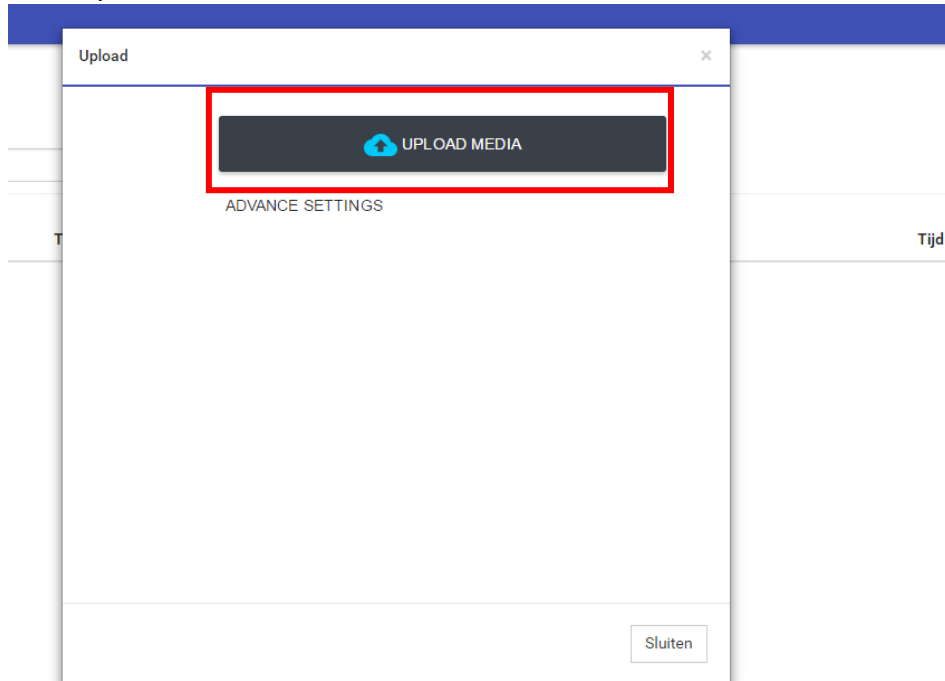 Upload
×
UPLOAD MEDIA
ADVANCE SETTINGS
T
Tijd
Sluiten